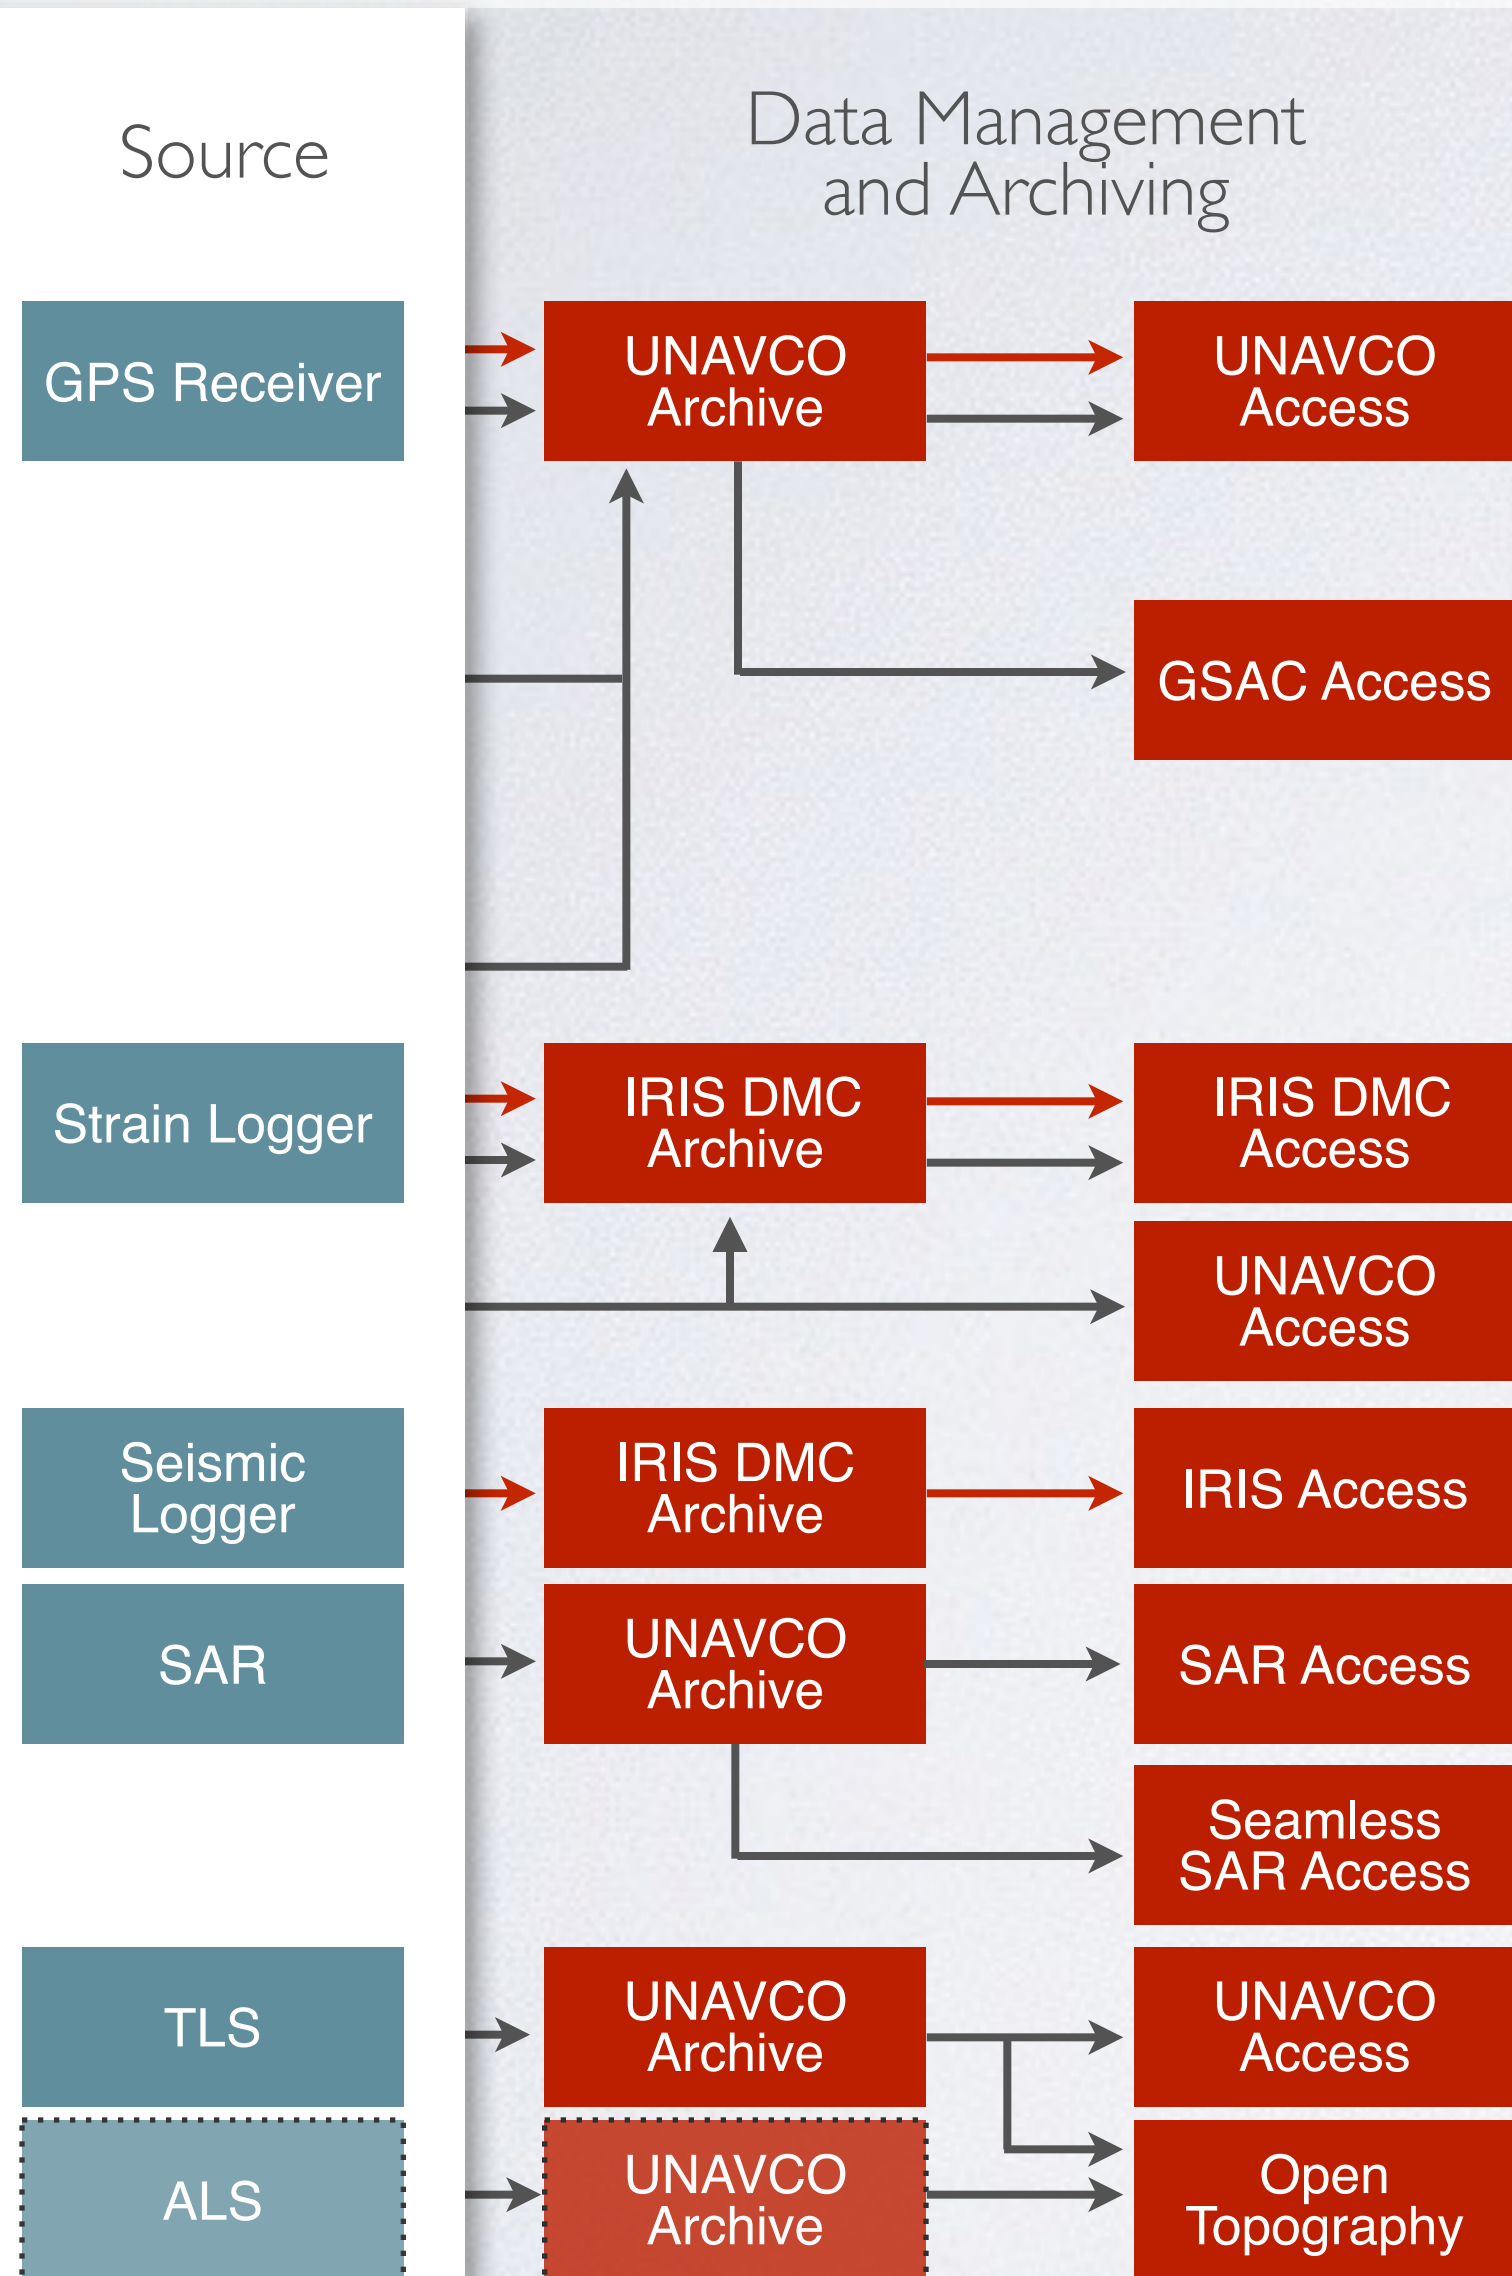 Source
Data Management
and Archiving
GPS Receiver
UNAVCO
Archive
UNAVCO
Access
GSAC Access
Strain Logger
IRIS DMC
Archive
IRIS DMC
Access
UNAVCO
Access
Seismic
Logger
IRIS DMC
Archive
IRIS Access
SAR
UNAVCO
Archive
SAR Access
Seamless
SAR Access
TLS
UNAVCO
Archive
UNAVCO
Access
ALS
UNAVCO
Archive
Open
Topography